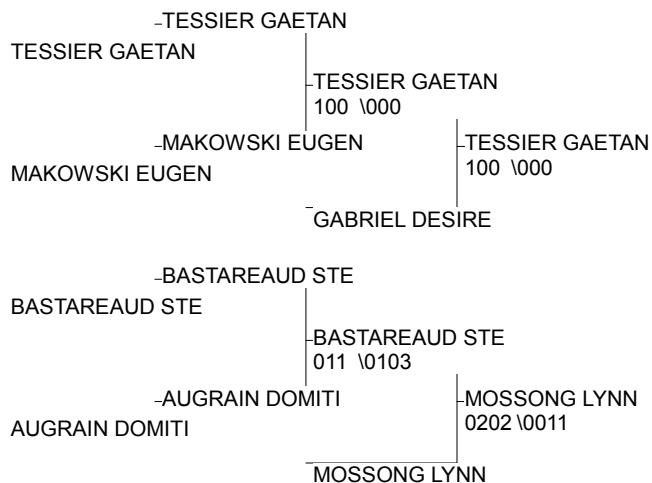 TESSIER GAETAN
TESSIER GAETAN
TESSIER GAETAN
100 \000
MAKOWSKI EUGEN
TESSIER GAETAN
MAKOWSKI EUGEN
100 \000
GABRIEL DESIRE
BASTAREAUD STE
BASTAREAUD STE
BASTAREAUD STE
011 \0103
AUGRAIN DOMITI
MOSSONG LYNN
AUGRAIN DOMITI
0202 \0011
MOSSONG LYNN